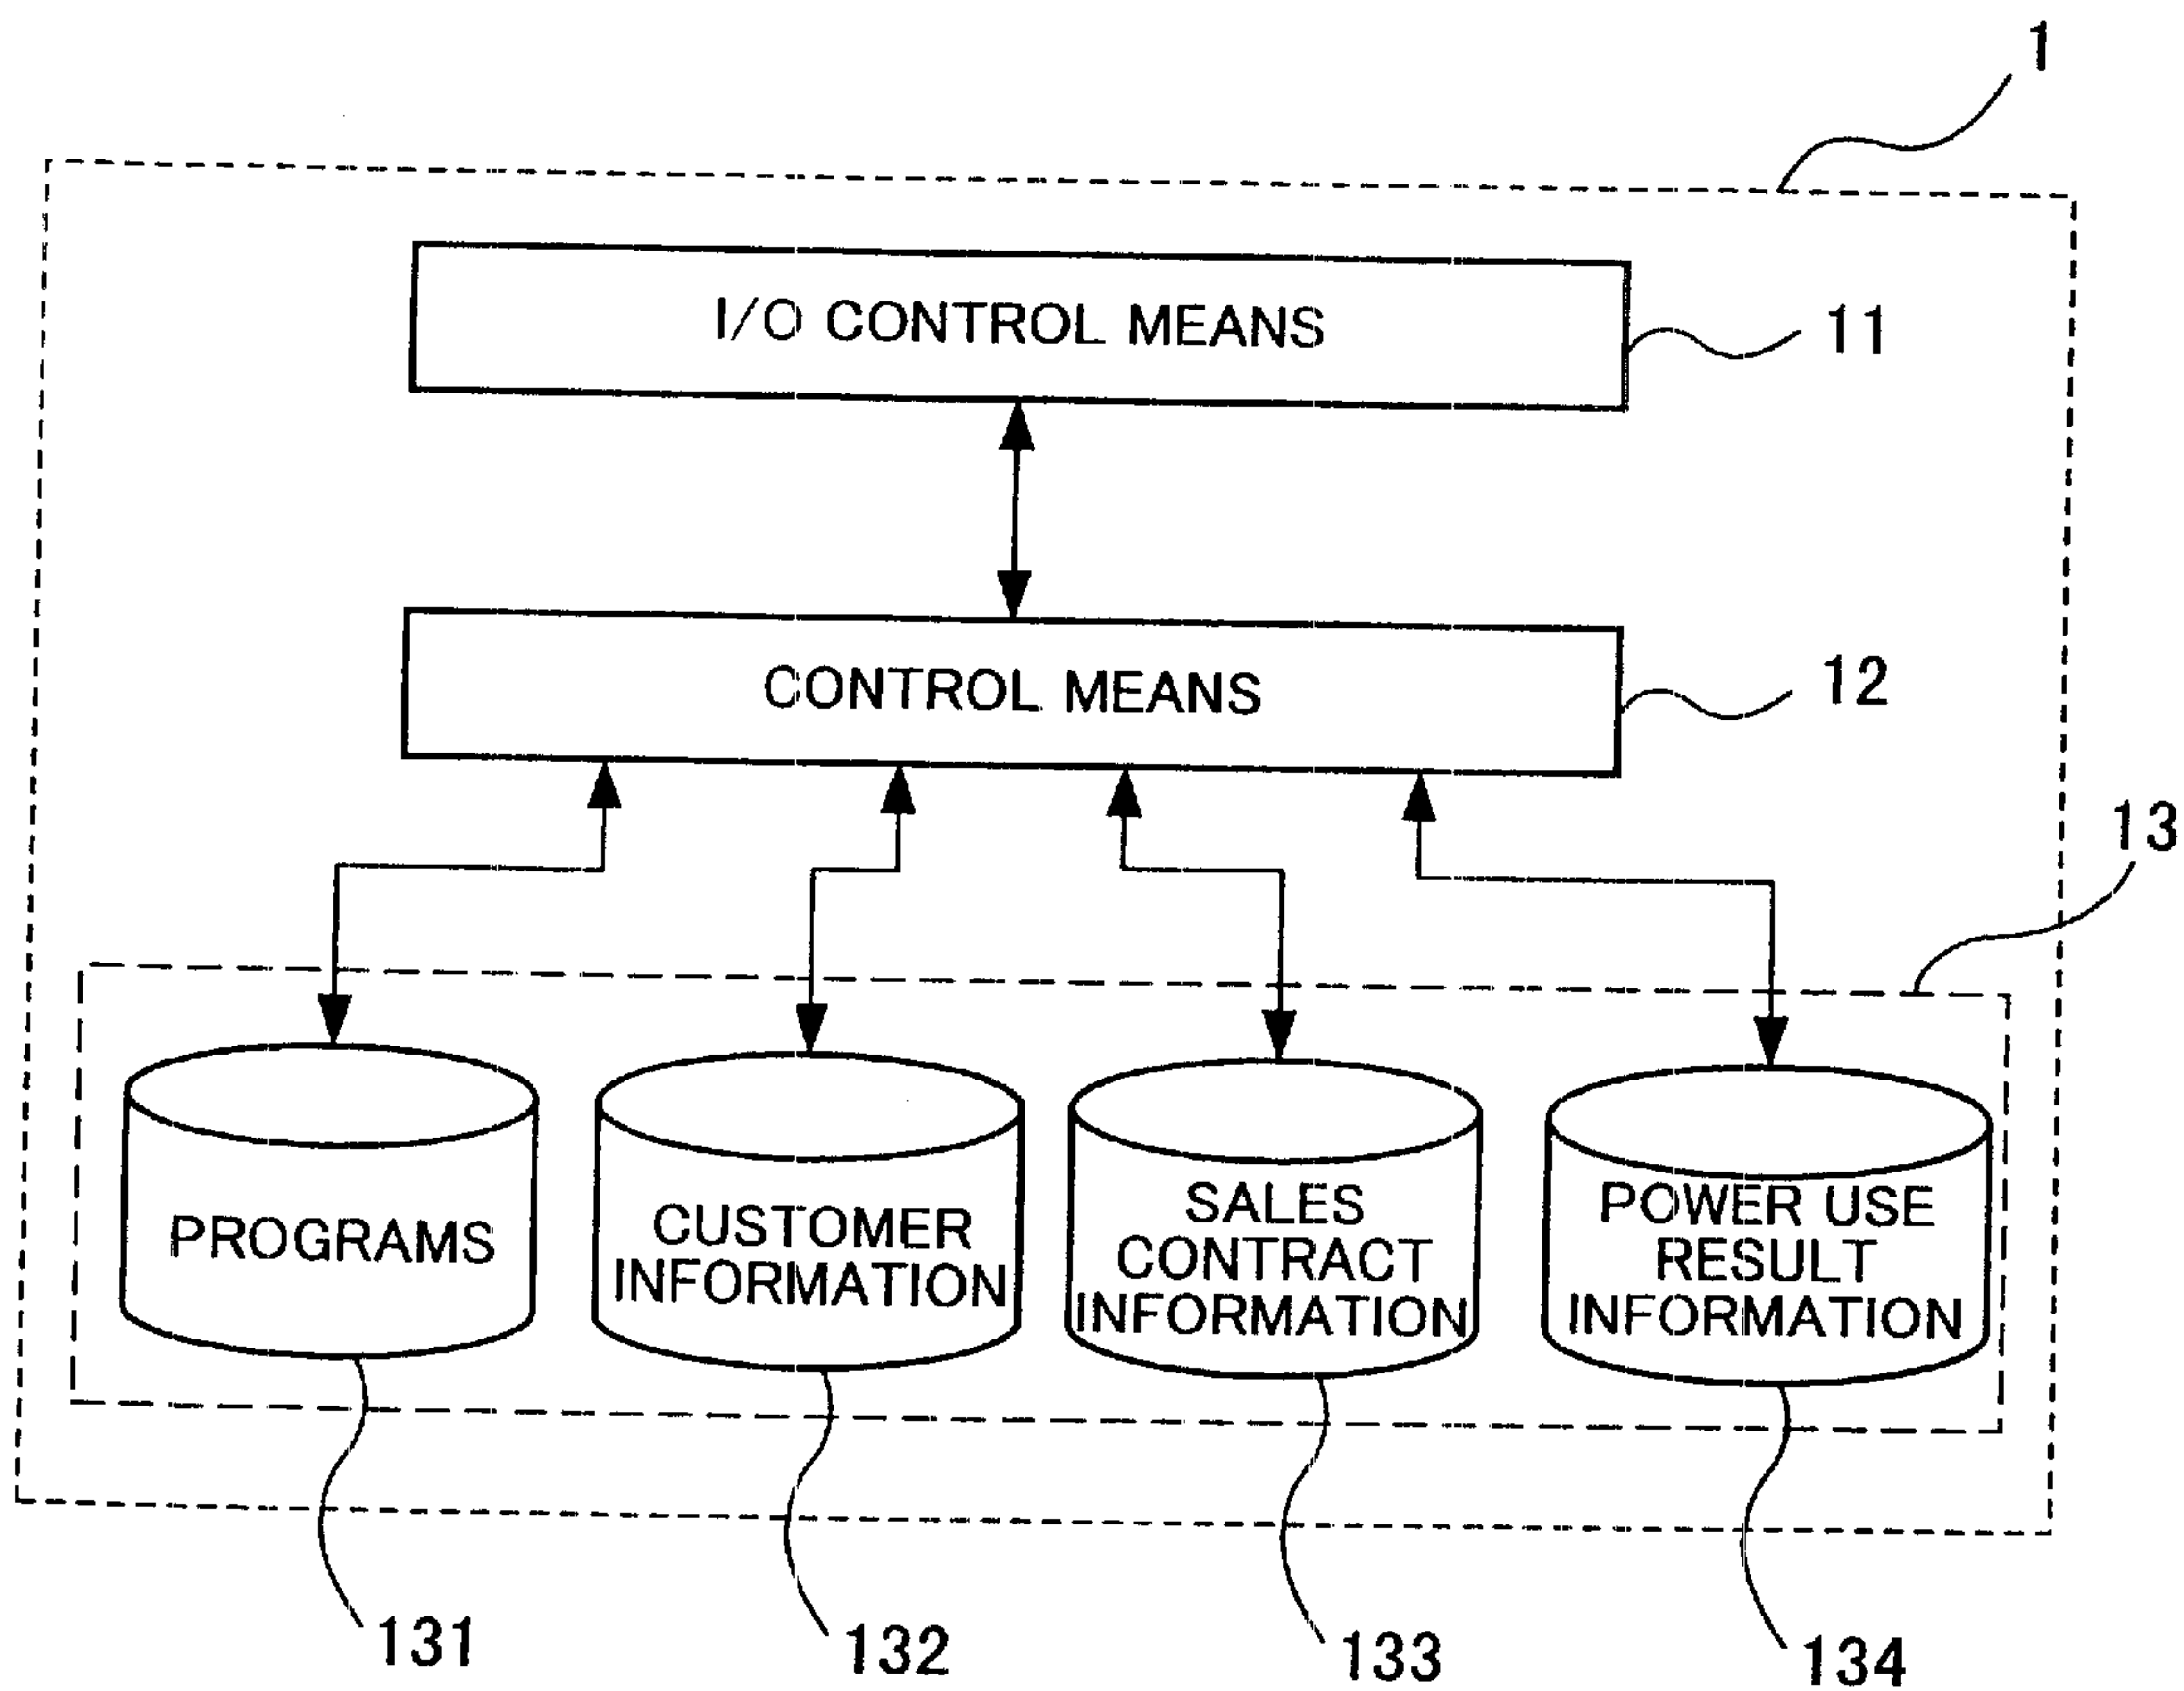 1
I/O CONTROL MEANS
11
CONTROL MEANS
12
13
PROGRAMS
CUSTOMER
INFORMATION
SALES
CONTRACT
INFORMATION
POWER USE
RESULT
INFORMATION
131
132
133
134